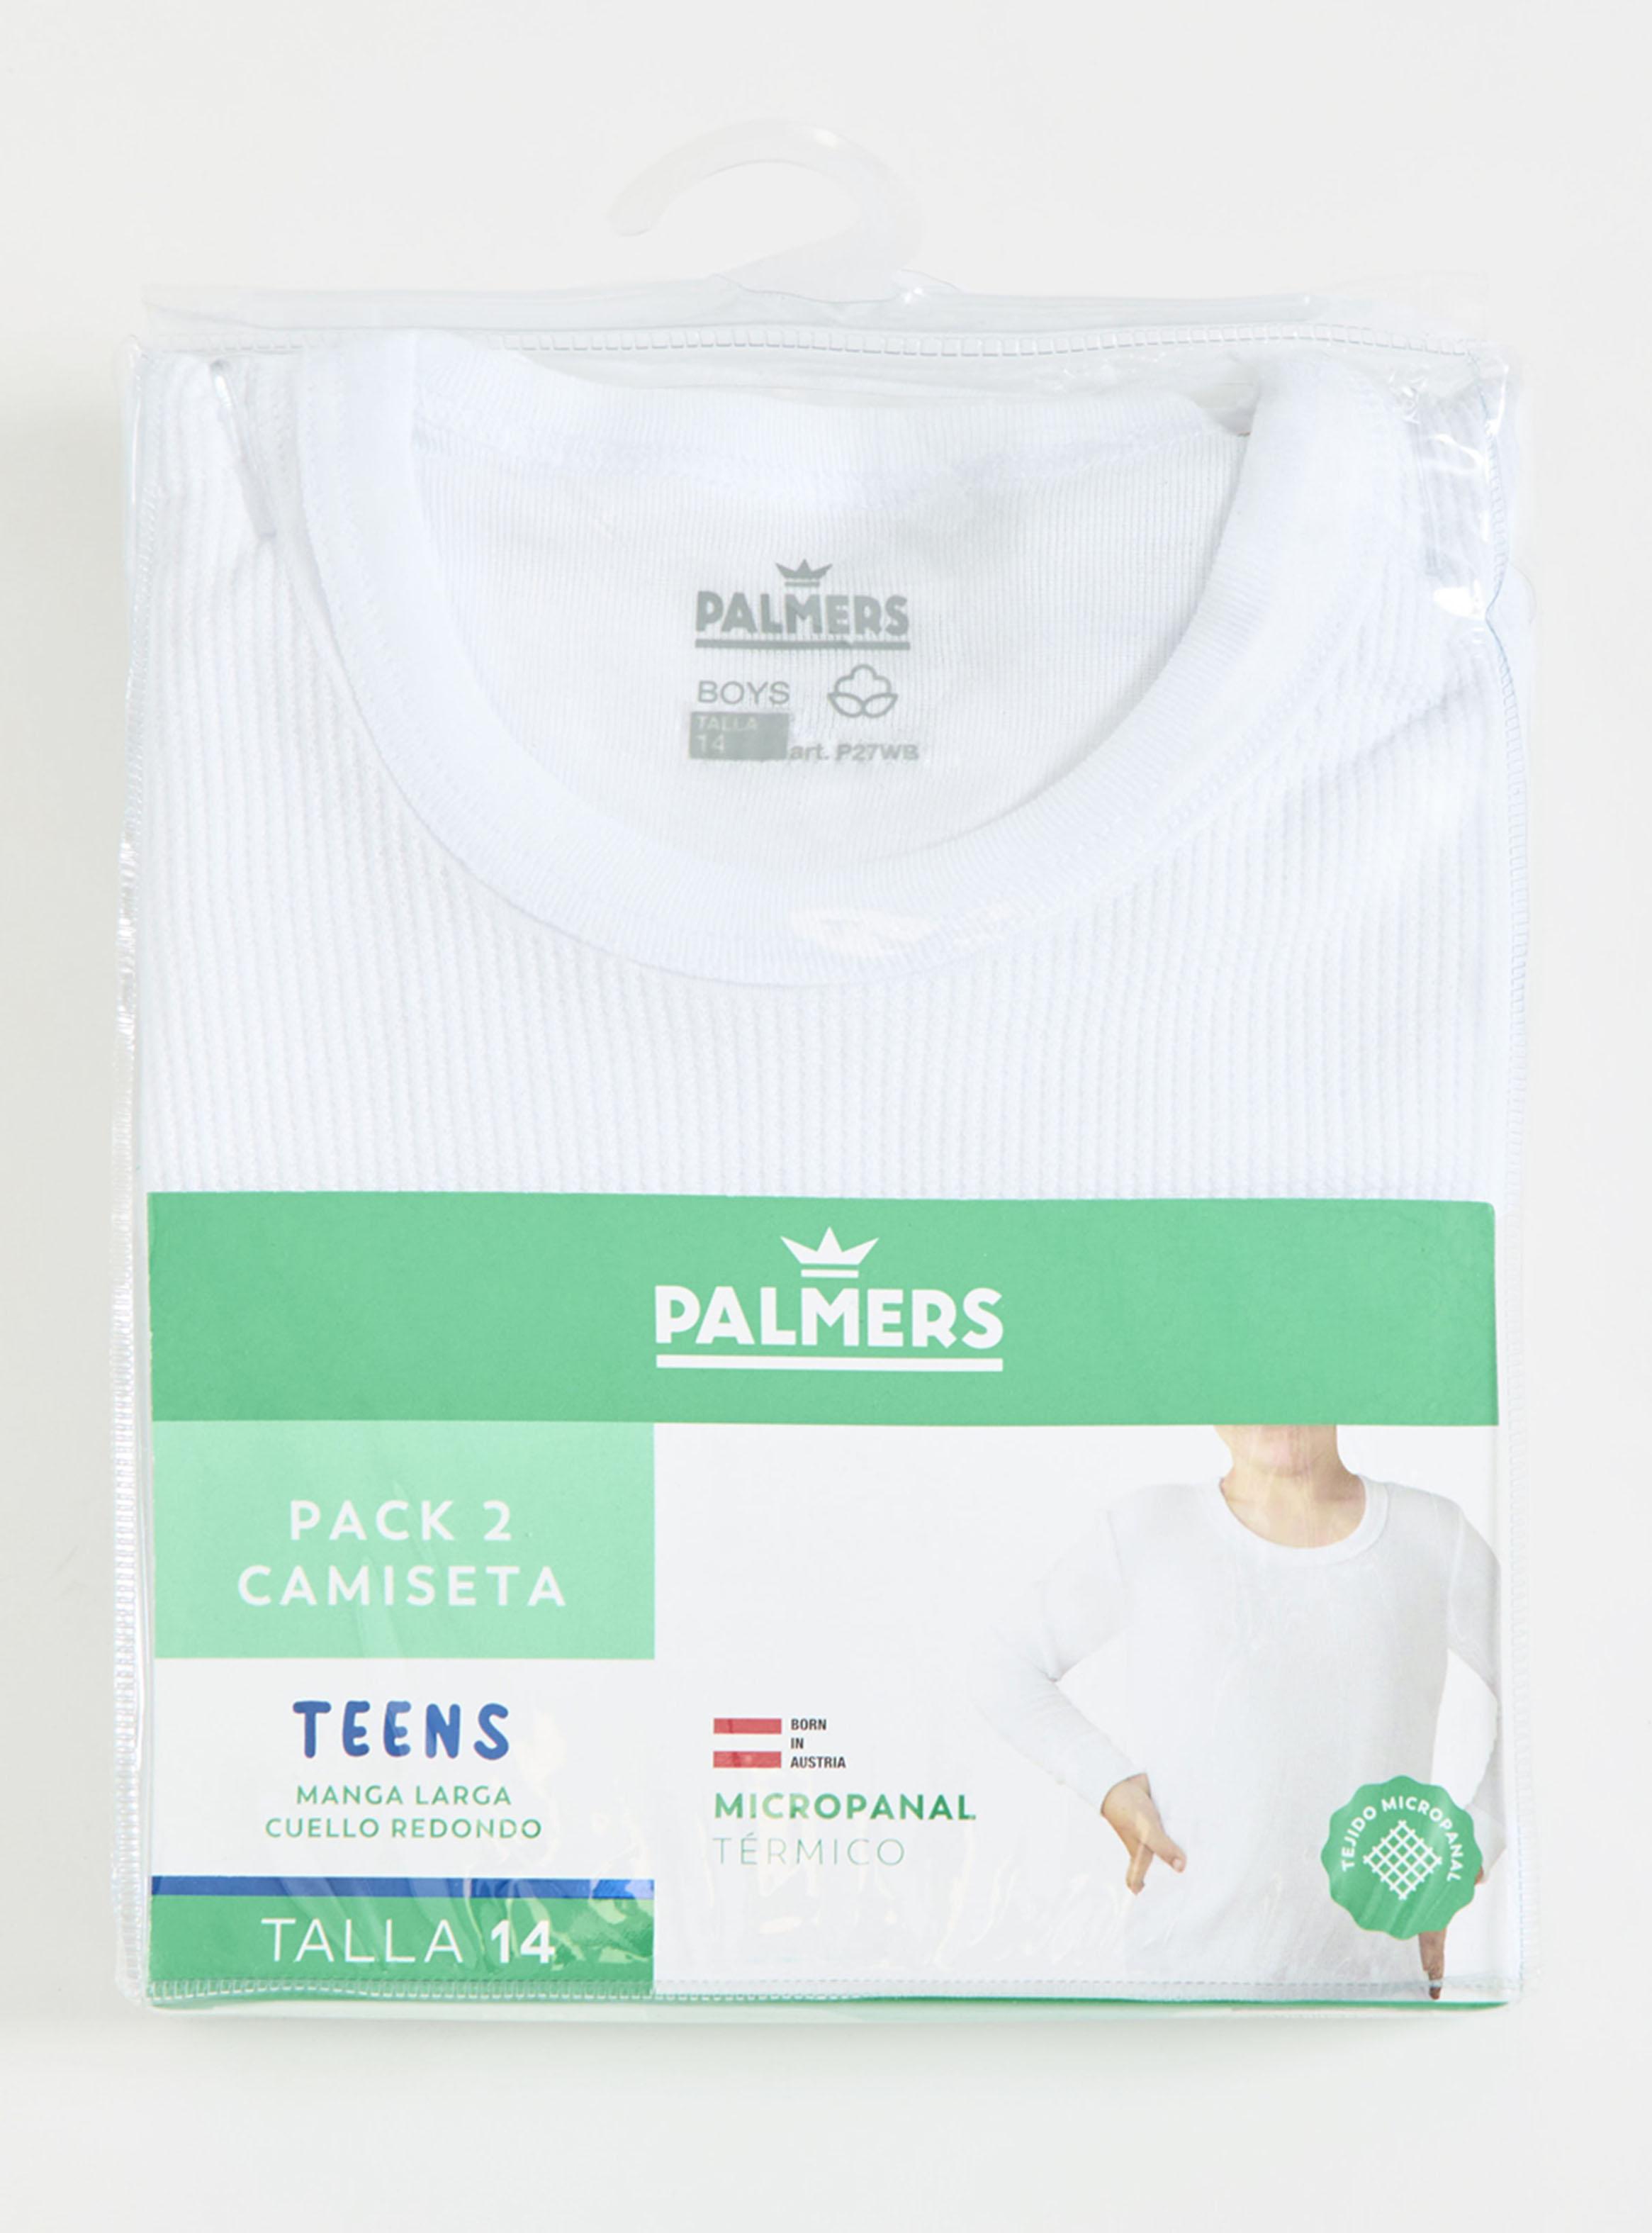 PALMERS
BOYS
TALLA
14
art. P27WB
PALMERS
PACK 2
CAMISETA
TEENS
MANGA LARGA
CUELLO REDONDO
TALLA 14
BORN
IN
AUSTRIA
MICROPANAL
TÉRMICO
TEJIDO MICROPANAL